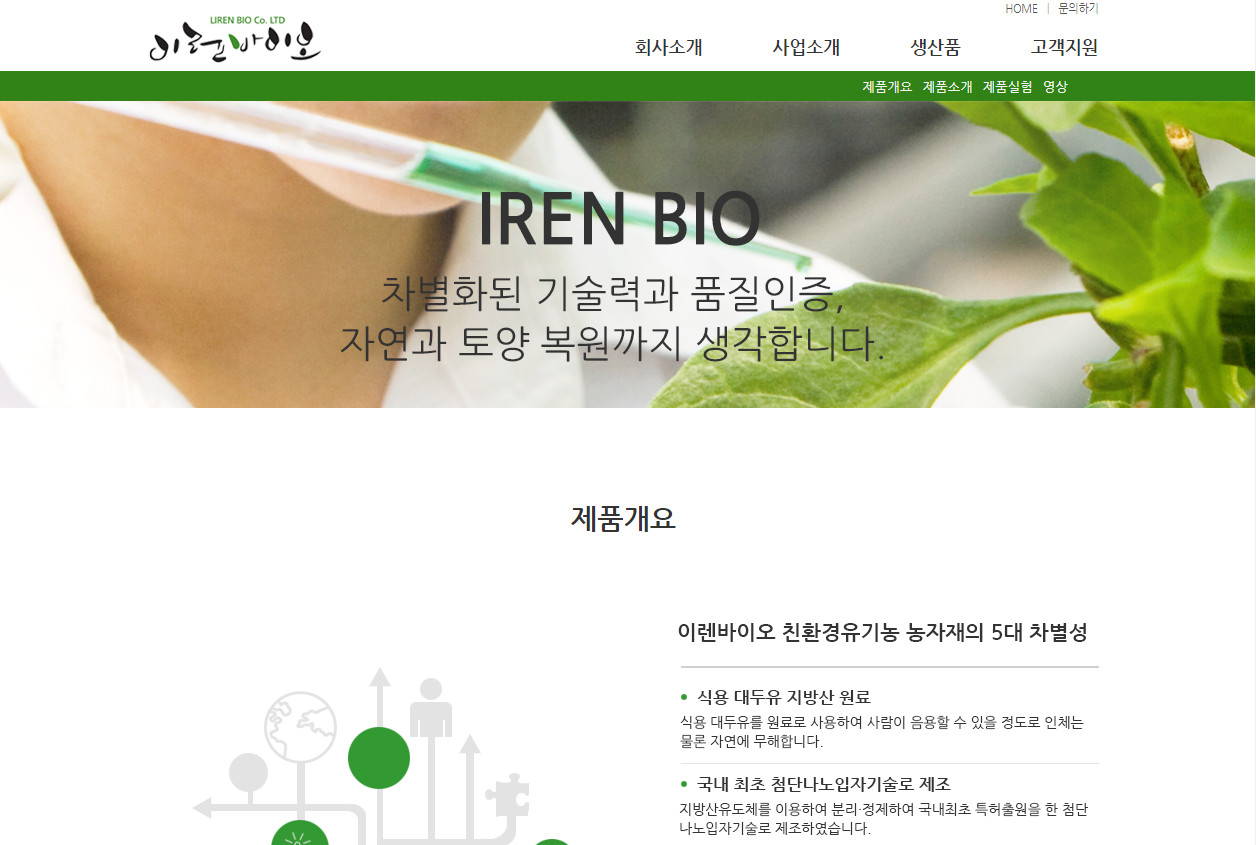 HOME | 문의하기
LIREN BIO Co. LTD
이렌바이오
회사소개 사업소개 생산품 고객지원
제품개요 제품소개 제품실험 영상
IREN BIO
차별화된 기술력과 품질인증,
자연과 토양 복원까지 생각합니다.
제품개요
이렌바이오 친환경유기농 농자재의 5대 차별성
식용 대두유 지방산 원료
식용 대두유를 원료로 사용하여 사람이 음용할 수 있을 정도로 인체는
물론 자연에 무해합니다.
국내 최초 첨단나노입자기술로 제조
지방산유도체를 이용하여 분리·정제하여 국내최초 특허출원을 한 첨단
나노입자기술로 제조하였습니다.